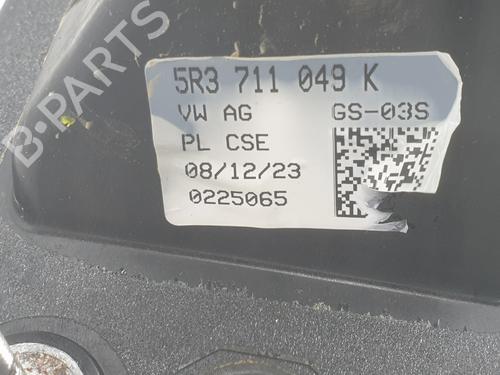 B-PARTS
5R3 711 049 K
VW AG GS-03S
PL CSE
08/12/23
0225065